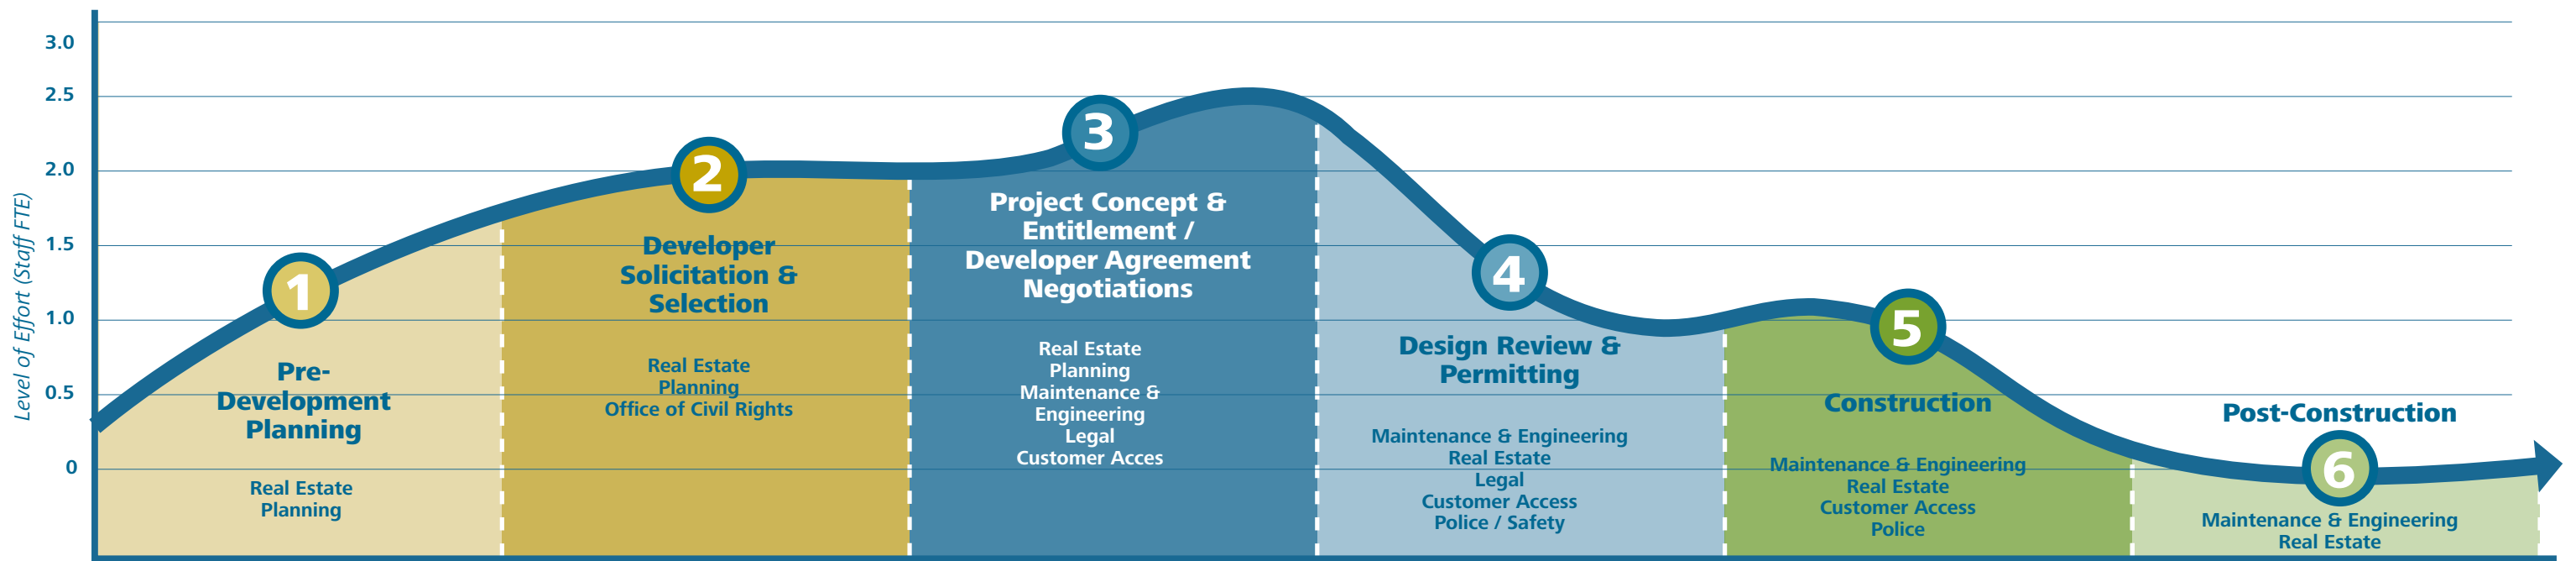 Level of Effort (Staff FTE)
3.0
2.5
2.0
1.5
1.0
0.5
0
1
Pre-
Development
Planning
Real Estate
Planning
2
Developer
Solicitation &
Selection
Real Estate
Planning
Office of Civil Rights
3
Project Concept &
Entitlement /
Developer Agreement
Negotiations
Real Estate
Planning
Maintenance &
Engineering
Legal
Customer Acces
4
Design Review &
Permitting
Maintenance & Engineering
Real Estate
Legal
Customer Access
Police / Safety
5
Construction
Maintenance & Engineering
Real Estate
Customer Access
Police
Post-Construction
6
Maintenance & Engineering
Real Estate